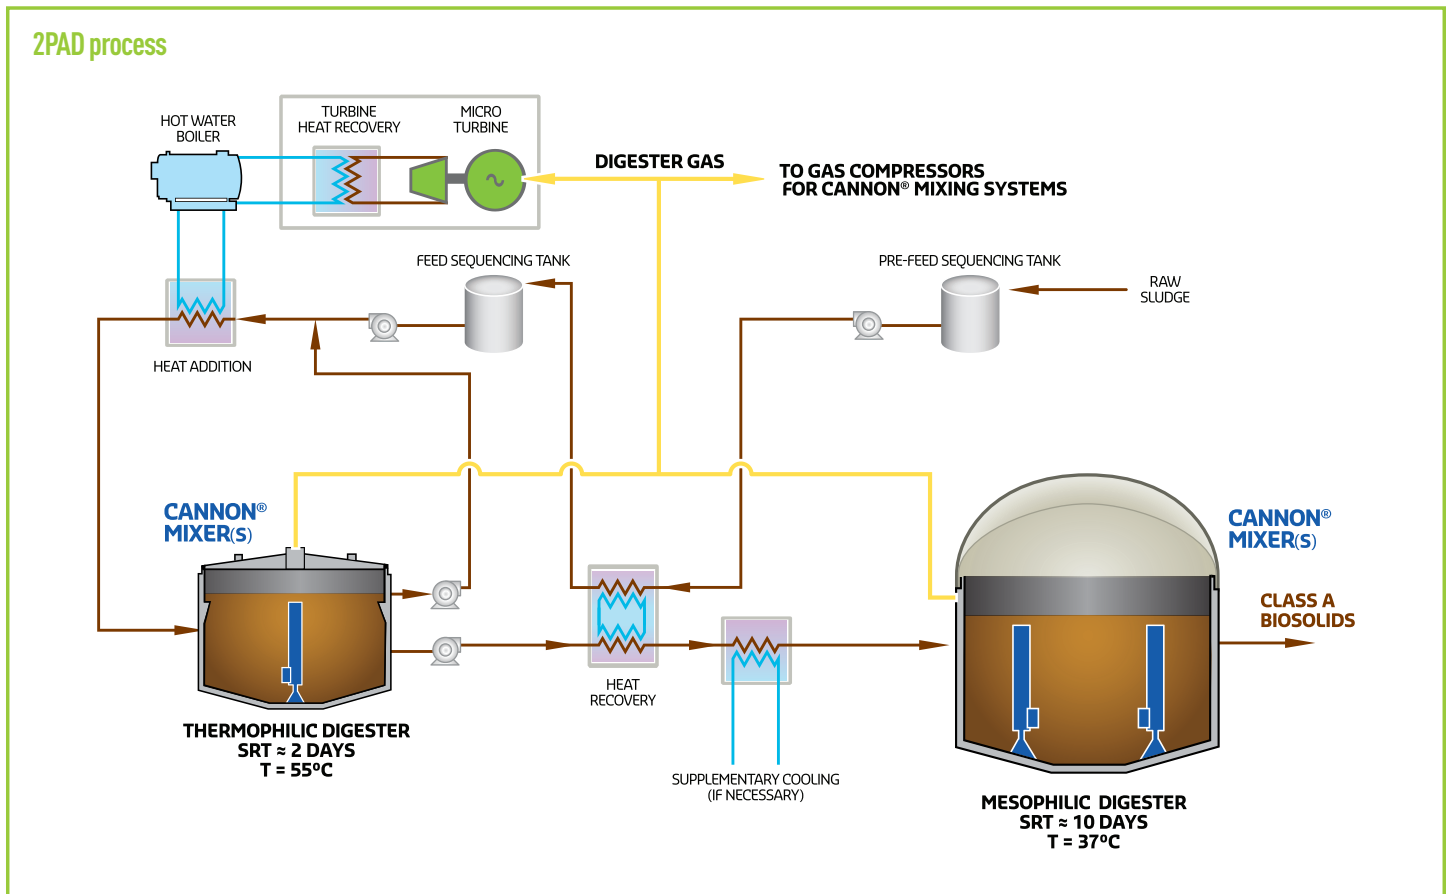 2PAD process
HOT WATER
BOILER
TURBINE
HEAT RECOVERY
MICRO
TURBINE
DIGESTER GAS
TO GAS COMPRESSORS
FOR CANNON® MIXING SYSTEMS
FEED SEQUENCING TANK
PRE-FEED SEQUENCING TANK
RAW
SLUDGE
HEAT ADDITION
CANNON®
MIXER(S)
CANNON®
MIXER(S)
CLASS A
BIOSOLIDS
HEAT
RECOVERY
THERMOPHILIC DIGESTER
SRT ≈ 2 DAYS
T = 55ºC
SUPPLEMENTARY COOLING
(IF NECESSARY)
MESOPHILIC DIGESTER
SRT ≈ 10 DAYS
T = 37ºC